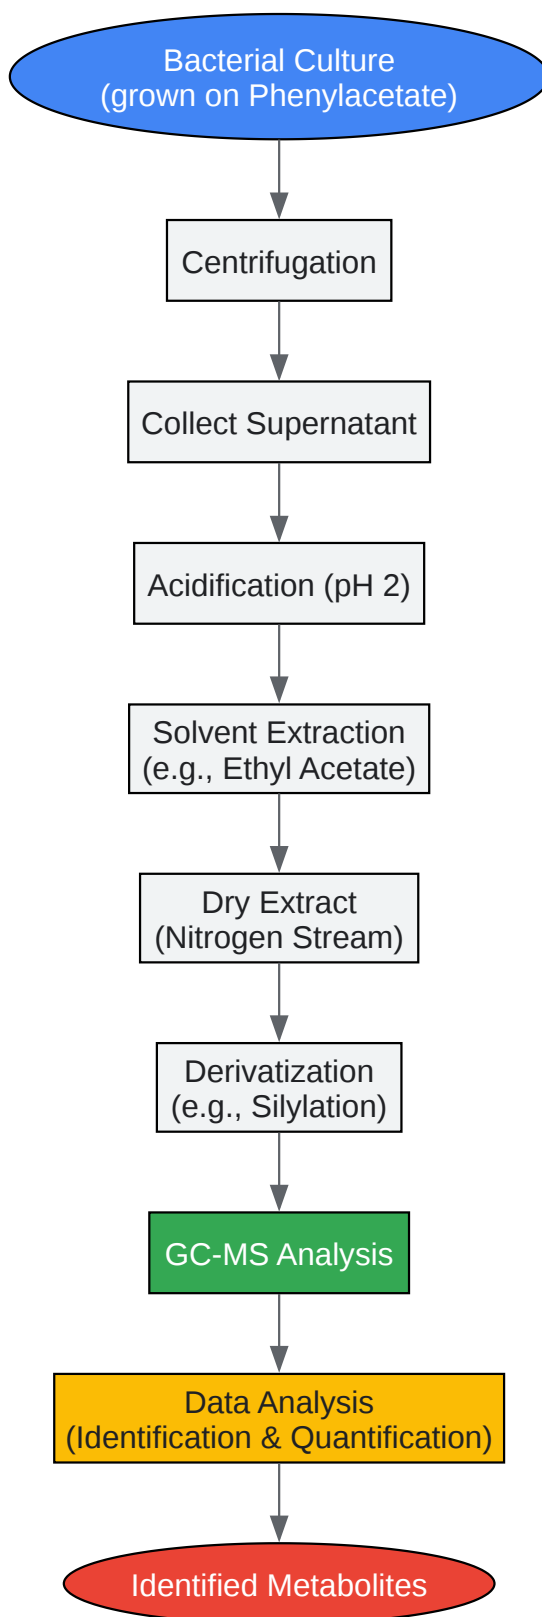 Bacterial Culture
(grown on Phenylacetate)
Centrifugation
Collect Supernatant
Acidification (pH 2)
Solvent Extraction
(e.g., Ethyl Acetate)
Dry Extract
(Nitrogen Stream)
Derivatization
(e.g., Silylation)
GC-MS Analysis
Data Analysis
(Identification & Quantification)
Identified Metabolites